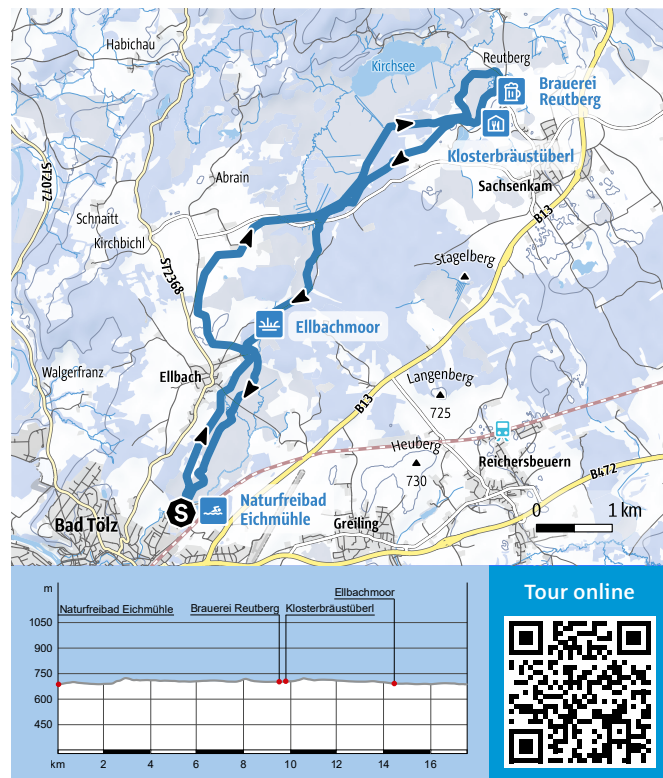 Habichau
Reutberg
Kirchsee
Brauerei
Reutberg
Klosterbräustüberl
ST2072
Abrain
Sachsenkam
Schnaitt
B13
Kirchbichl
Stagelberg
ST2368
Ellbachmoor
Walgerfranz
Ellbach
Langenberg
725
B13
Heuberg
730
Reichersbeuern
B472
Naturfreibad
Eichmühle
S
Bad Tölz
Greiling
0 1 km
m
Ellbachmoor
Naturfreibad Eichmühle Brauerei Reutberg Klosterbräustüberl
1050
900
750
600
450
km 2 4 6 8 10 12 14 16
Tour online